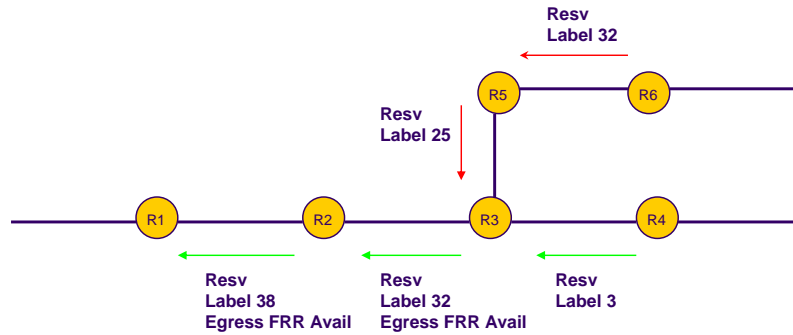 Resv
Label 32
R5
R6
Resv
Label 25
R1
R2
R3
R4
Resv
Label 38
Egress FRR Avail
Resv
Label 32
Egress FRR Avail
Resv
Label 3